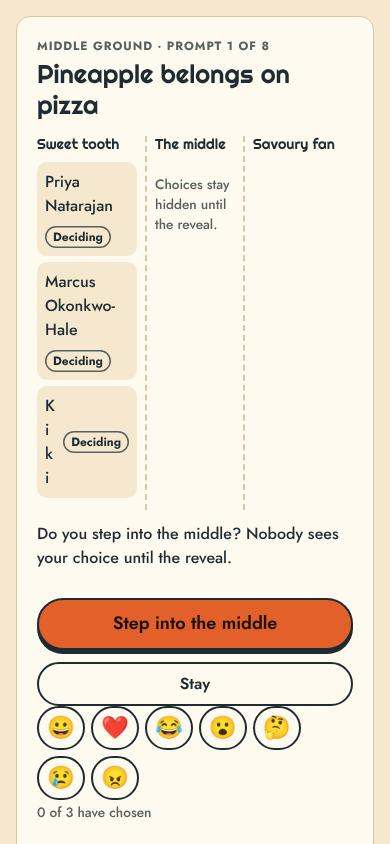 MIDDLE GROUND · PROMPT 1 OF 8
Pineapple belongs on
pizza
Sweet tooth
Priya
Natarajan
Deciding
Marcus
Okonkwo-
Hale
Deciding
K
i
k
i
Deciding
The middle
Choices stay
hidden until
the reveal.
Savoury fan
Do you step into the middle? Nobody sees
your choice until the reveal.
Step into the middle
Stay
0 of 3 have chosen